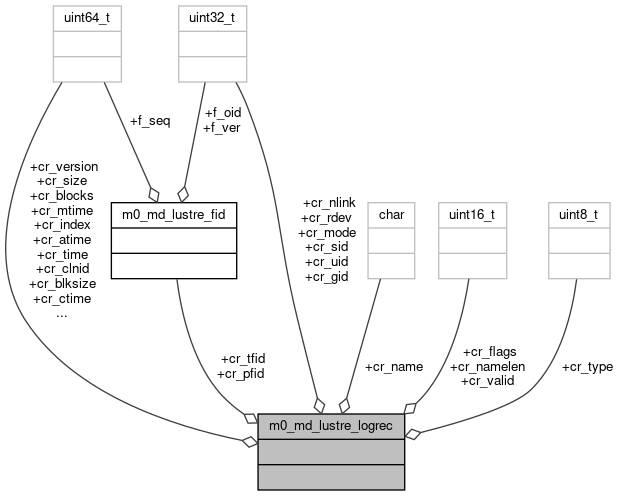 uint64_t
uint32_t
+f_seq
+f_oid
+f_ver
+cr_version
+cr_size
+cr_blocks
+cr_mtime
+cr_index
+cr_atime
+cr_time
+cr_clnid
+cr_blksize
+cr_ctime
...
m0_md_lustre_fid
+cr_nlink
+cr_rdev
+cr_mode
+cr_sid
+cr_uid
+cr_gid
char
uint16_t
uint8_t
+cr_tfid
+cr_pfid
+cr_name
+cr_flags
+cr_namelen
+cr_valid
+cr_type
m0_md_lustre_logrec